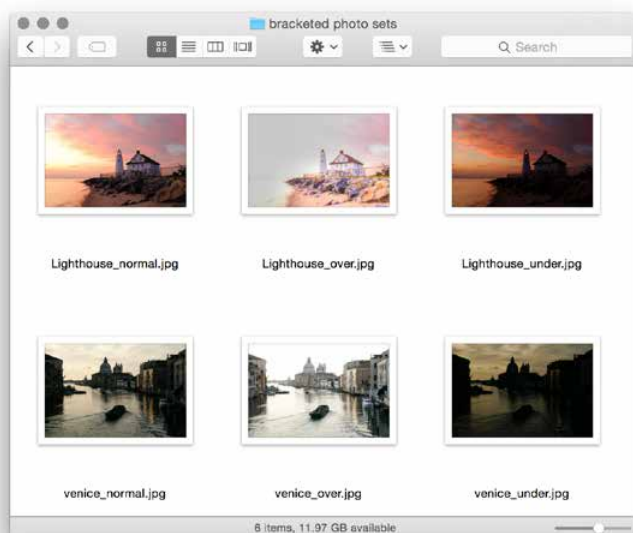 bracketed photo sets
Search
Lighthouse_normal.jpg
Lighthouse_over.jpg
Lighthouse_under.jpg
venice_normal.jpg
venice_over.jpg
venice_under.jpg
6 items, 11.97 GB available